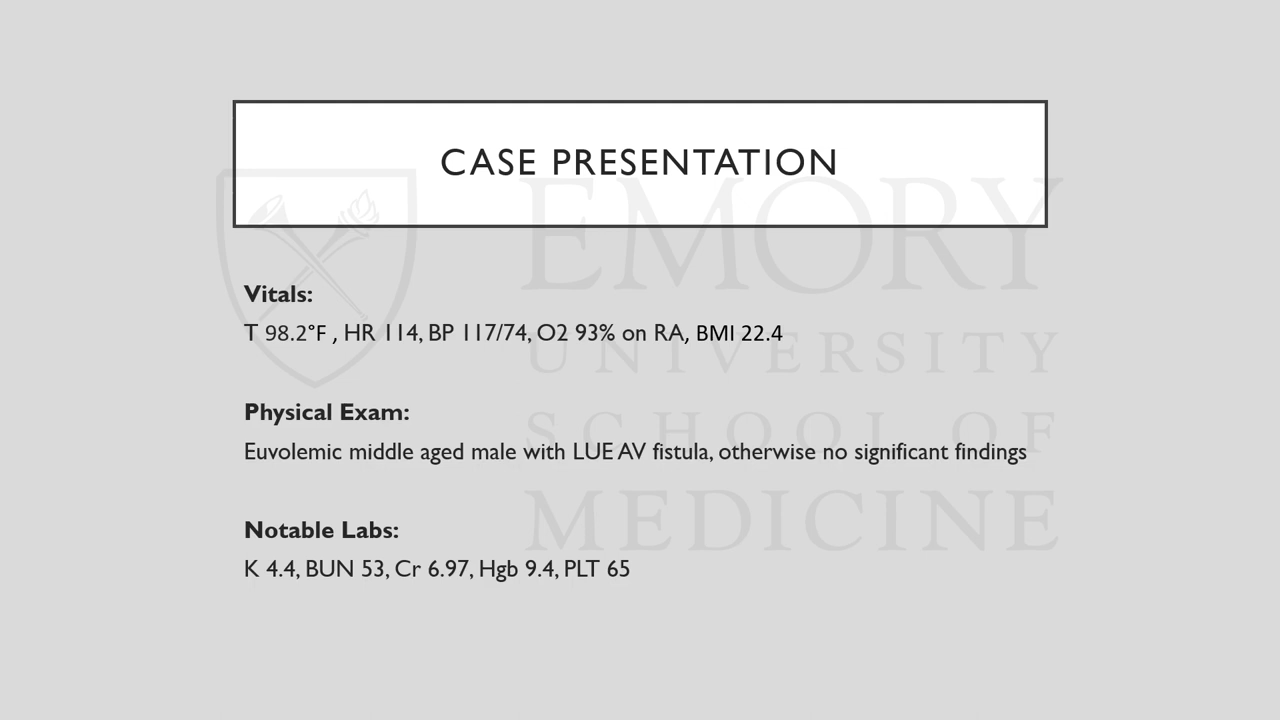 CASE PRESENTATION
EMORY
UNIVERSITY
SCHOOL OF
MEDICINE
Vitals:
T 98.2°F , HR 114, BP 117/74, O2 93% on RA, BMI 22.4
Physical Exam:
Euvolemic middle aged male with LUE AV fistula, otherwise no significant findings
Notable Labs:
K 4.4, BUN 53, Cr 6.97, Hgb 9.4, PLT 65